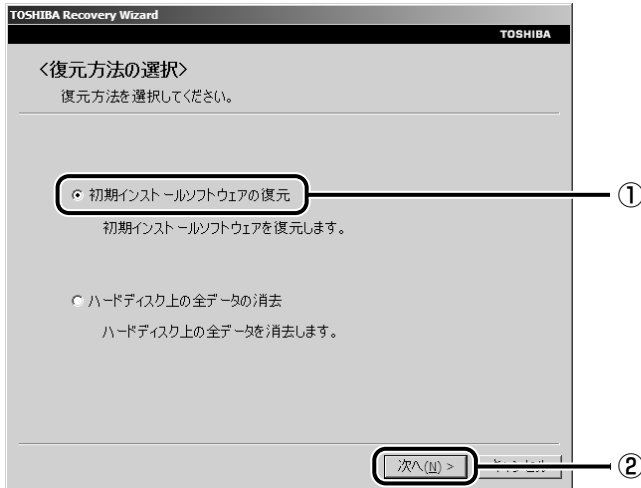 TOSHIBA Recovery Wizard
TOSHIBA
<復元方法の選択>
復元方法を選択してください。
初期インストールソフトウェアの復元
①
初期インストールソフトウェアを復元します。
ハードディスク上の全データの消去
ハードディスク上の全データを消去します。
次へ(N) >
②